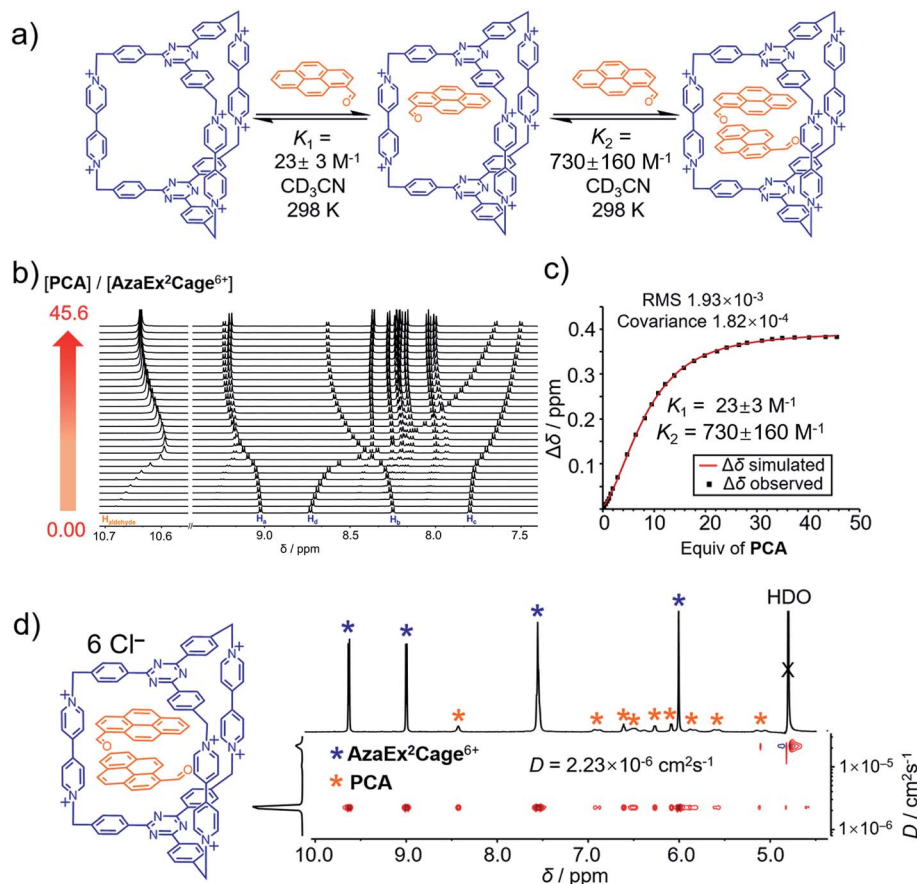 a)
O
K1 =
23± 3 M-1
CD3CN
298 K
O
O
K2 =
730±160 M-1
CD3CN
298 K
O
O
b)
[PCA] / [AzaEx2Cage6+]
45.6
0.00
Haldehyde
Ha
Hd
Hb
Hc
10.7 10.6 9.0 8.5 8.0 7.5
δ / ppm
c)
RMS 1.93×10-3
Covariance 1.82×10-4
0.4
0.3
0.2
0.1
Δδ / ppm
K1 = 23±3 M-1
K2 = 730±160 M-1
Δδ simulated
Δδ observed
0 10 20 30 40 50
Equiv of PCA
d)
6 Cl–
O
O
HDO
X
* AzaEx2Cage6+
* PCA
D = 2.23×10-6 cm2s-1
1×10-5
1×10-6
D / cm2s-1
10.0 9.0 8.0 7.0 6.0 5.0
δ / ppm